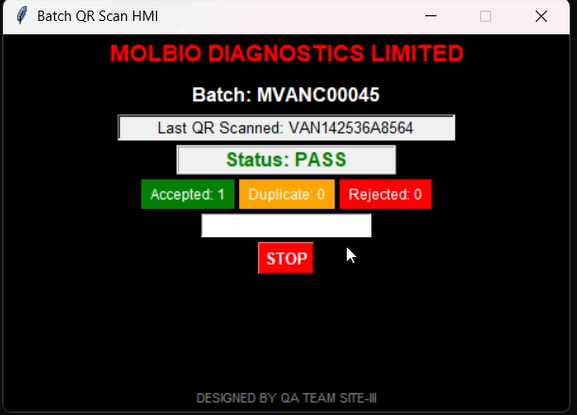 Batch QR Scan HMI
MOLBIO DIAGNOSTICS LIMITED
Batch: MVANC00045
Last QR Scanned: VAN142536A8564
Status: PASS
Accepted: 1 Duplicate: 0 Rejected: 0
STOP
DESIGNED BY QA TEAM SITE-III